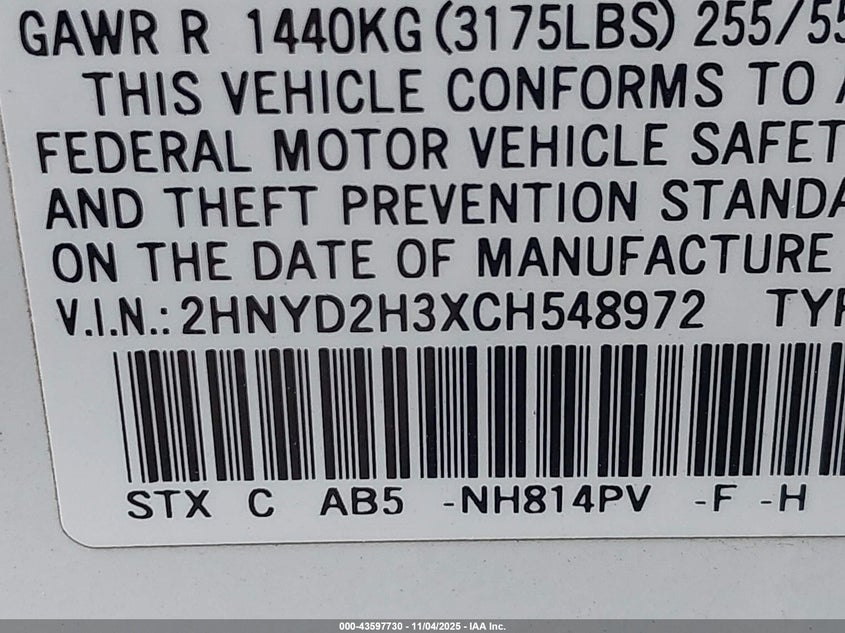 GAWR R 1440KG (3175LBS) 255/55
THIS VEHICLE CONFORMS TO
FEDERAL MOTOR VEHICLE SAFET
AND THEFT PREVENTION STANDA
ON THE DATE OF MANUFACTURE
V.I.N.: 2HNYD2H3XCH548972 TYP
STX C AB5 -NH814PV -F -H
000-43597730 - 11/04/2025 - IAA Inc.